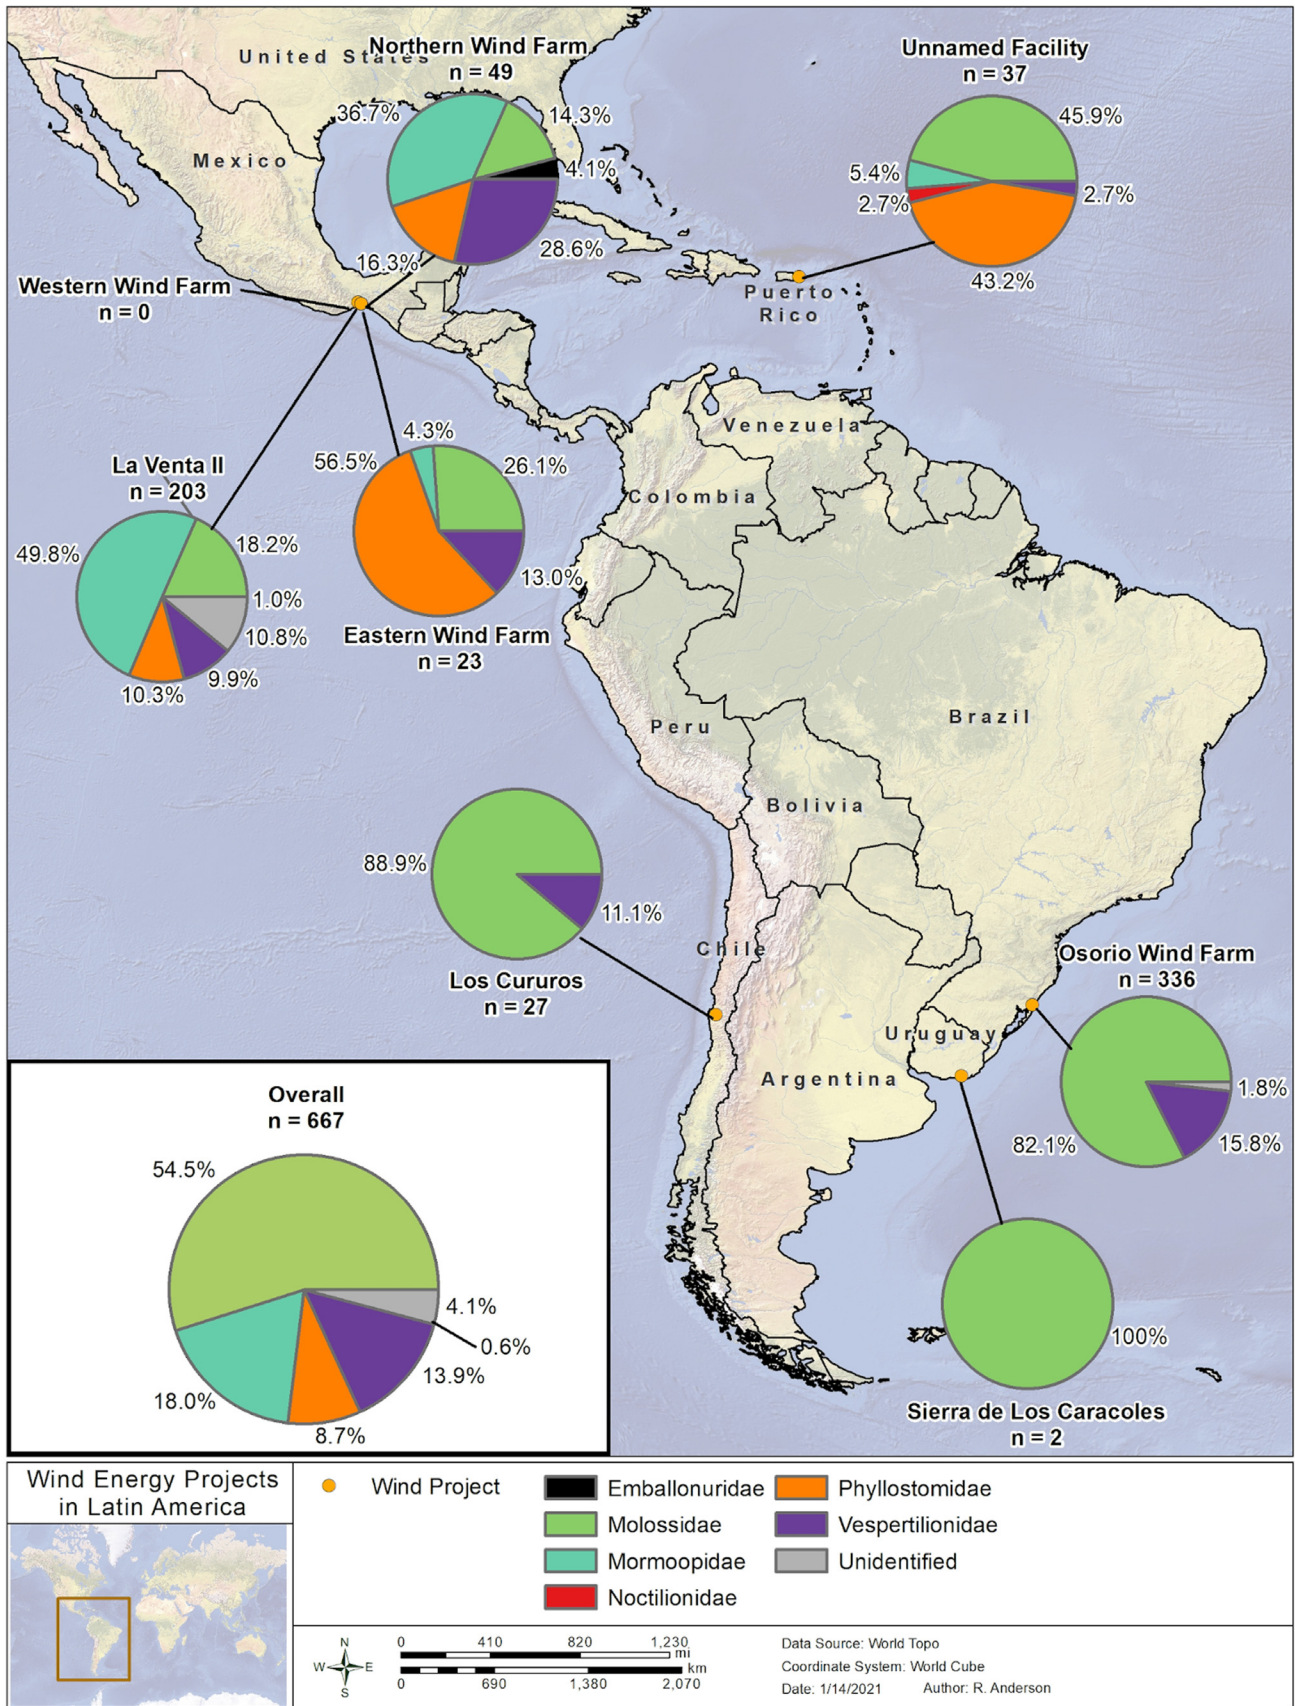 United States
Northern Wind Farm
n = 49
36.7%
14.3%
4.1%
28.6%
16.3%
Unnamed Facility
n = 37
45.9%
5.4%
2.7%
2.7%
43.2%
Mexico
Western Wind Farm
n = 0
Puerto
Rico
La Venta II
n = 203
49.8%
18.2%
1.0%
10.8%
9.9%
10.3%
4.3%
56.5%
26.1%
13.0%
Eastern Wind Farm
n = 23
Venezuela
Colombia
Peru
Brazil
Bolivia
88.9%
11.1%
Los Cururos
n = 27
Chile
Osorio Wind Farm
n = 336
1.8%
15.8%
82.1%
Uruguay
Argentina
100%
Sierra de Los Caracoles
n = 2
Overall
n = 667
54.5%
4.1%
0.6%
13.9%
18.0%
8.7%
Wind Energy Projects
in Latin America
Wind Project
Emballonuridae
Molossidae
Mormoopidae
Noctilionidae
Phyllostomidae
Vespertilionidae
Unidentified
N
W E
S
0 410 820 1,230
mi
km
0 690 1,380 2,070
Data Source: World Topo
Coordinate System: World Cube
Date: 1/14/2021 Author: R. Anderson